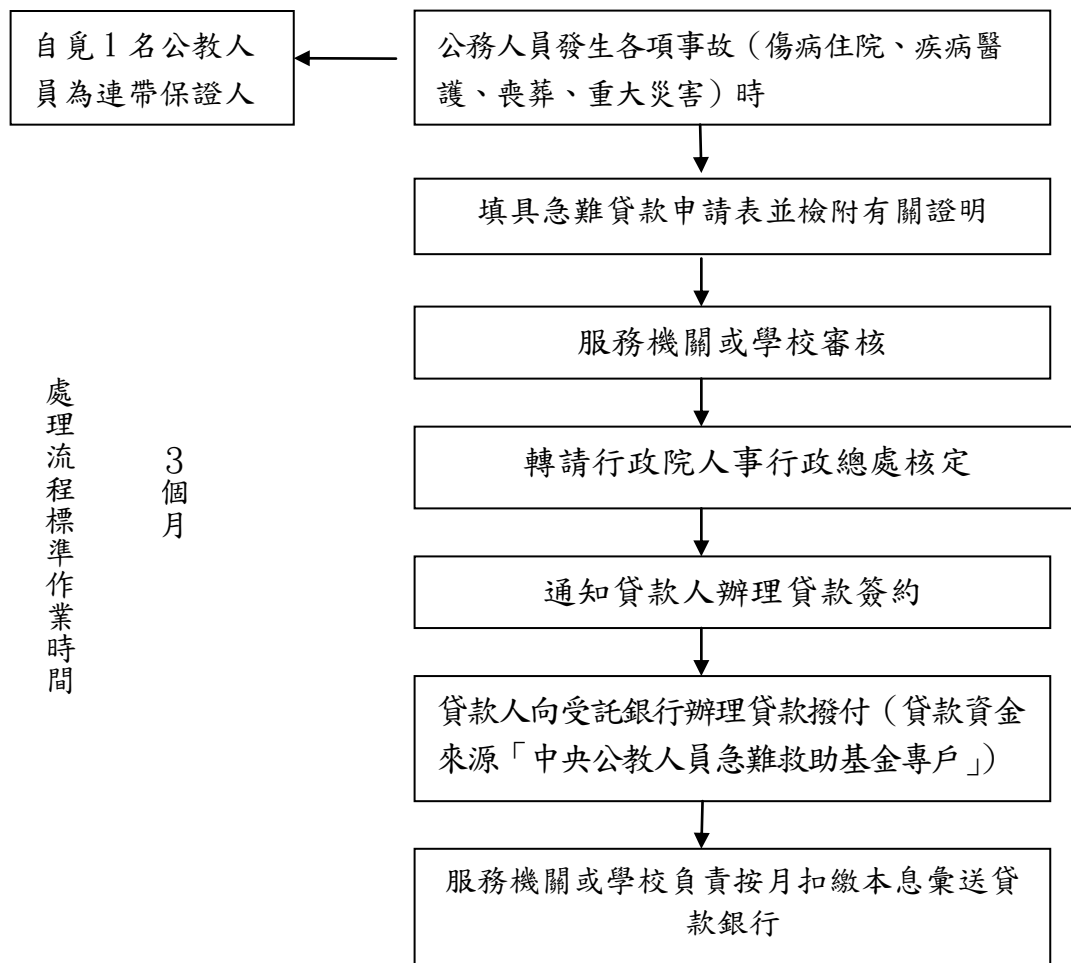 自覓1名公教人
員為連帶保證人
公務人員發生各項事故（傷病住院、疾病醫
護、喪葬、重大災害）時
填具急難貸款申請表並檢附有關證明
服務機關或學校審核
轉請行政院人事行政總處核定
通知貸款人辦理貸款簽約
貸款人向受託銀行辦理貸款撥付（貸款資金
來源「中央公教人員急難救助基金專戶」）
服務機關或學校負責按月扣繳本息彙送貸
款銀行
處理流程標準作業時間
3個月